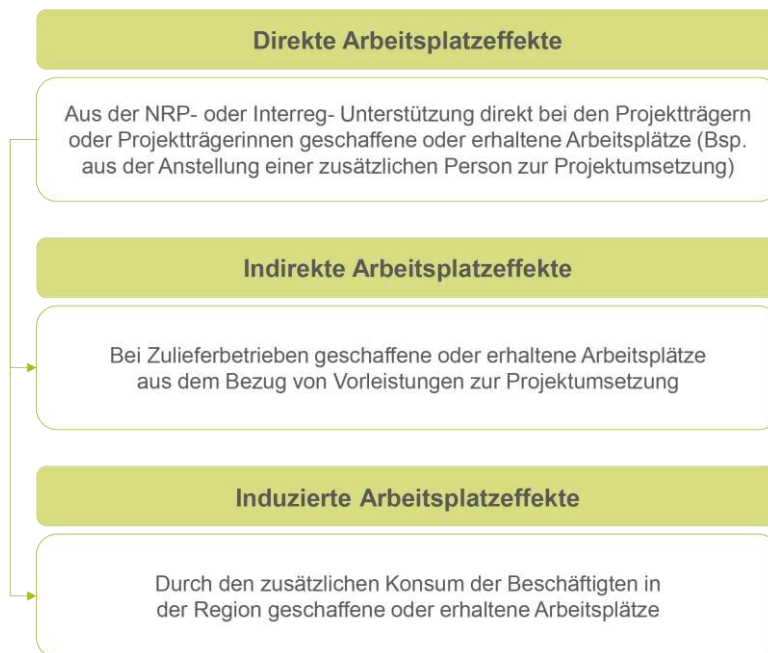 Direkte Arbeitsplatzeffekte
Aus der NRP- oder Interreg- Unterstützung direkt bei den Projektträgern
oder Projektträgerinnen geschaffene oder erhaltene Arbeitsplätze (Bsp.
aus der Anstellung einer zusätzlichen Person zur Projektumsetzung)
Indirekte Arbeitsplatzeffekte
Bei Zulieferbetrieben geschaffene oder erhaltene Arbeitsplätze
aus dem Bezug von Vorleistungen zur Projektumsetzung
Induzierte Arbeitsplatzeffekte
Durch den zusätzlichen Konsum der Beschäftigten in
der Region geschaffene oder erhaltene Arbeitsplätze